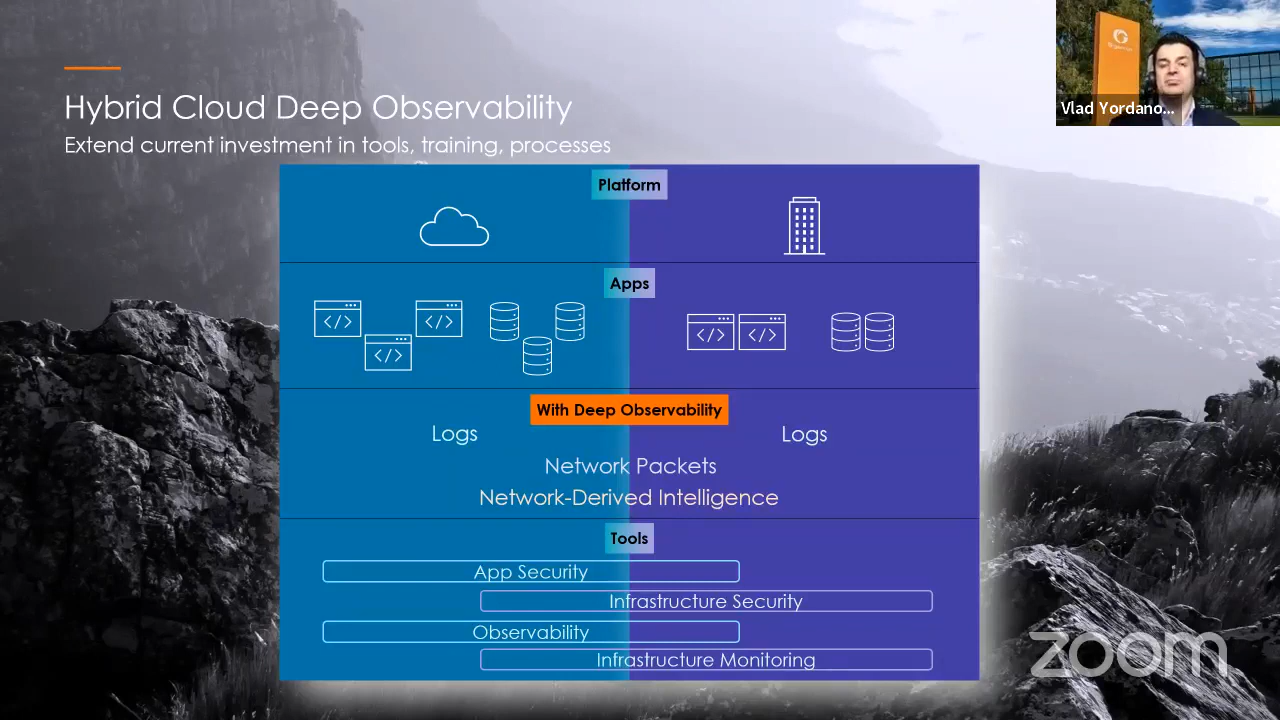 Hybrid Cloud Deep Observability
Extend current investment in tools, training, processes
Vlad Yordano...
Platform
Apps
</>
</>
</>
</>
</>
With Deep Observability
Logs
Logs
Network Packets
Network-Derived Intelligence
Tools
App Security
Infrastructure Security
Observability
Infrastructure Monitoring
zoom